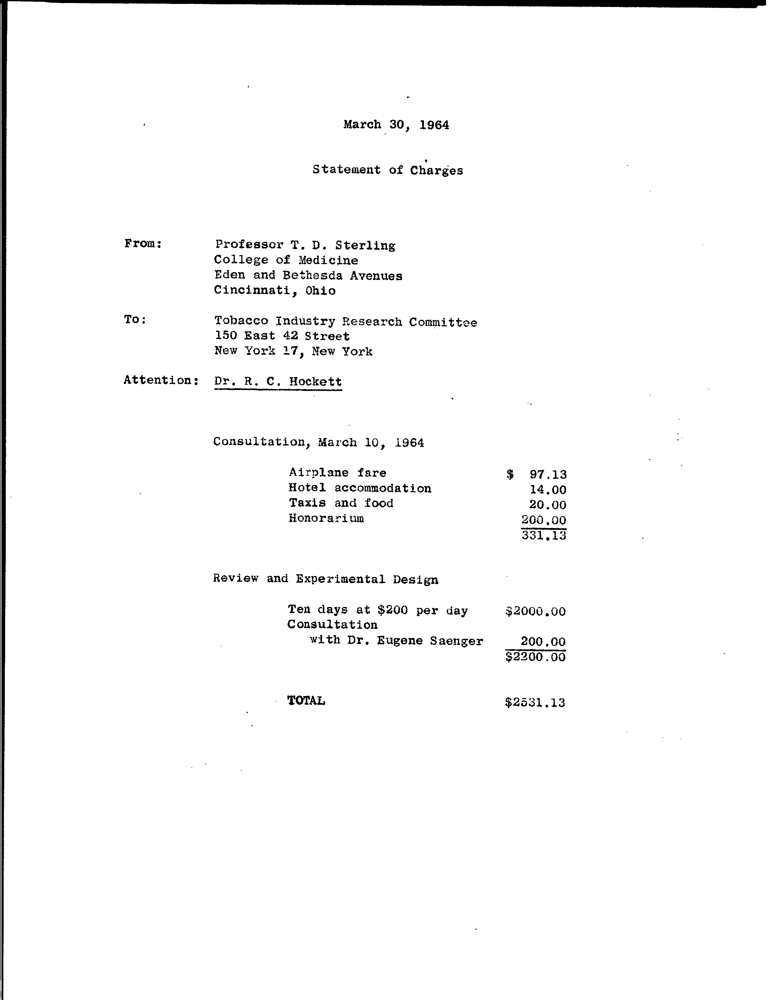 March 30, 1964
Statement of Charges
From: Professor T. D. Sterling
College of Medicine
Eden and Bethesda Avenues
Cincinnati, Ohio
To: Tobacco Industry Research Committee
150 East 42 Street
New York 17, New York
Attention: Dr. R. C. Hockett
Consultation, March 10, 1964
Airplane fare $ 97.13
Hotel accommodation 14.00
Taxis and food 20.00
Honorarium 200.00
331.13
Review and Experimental Design
Ten days at $200 per day $2000.00
Consultation
with Dr. Eugene Saenger 200.00
$2200.00
TOTAL $2531.13